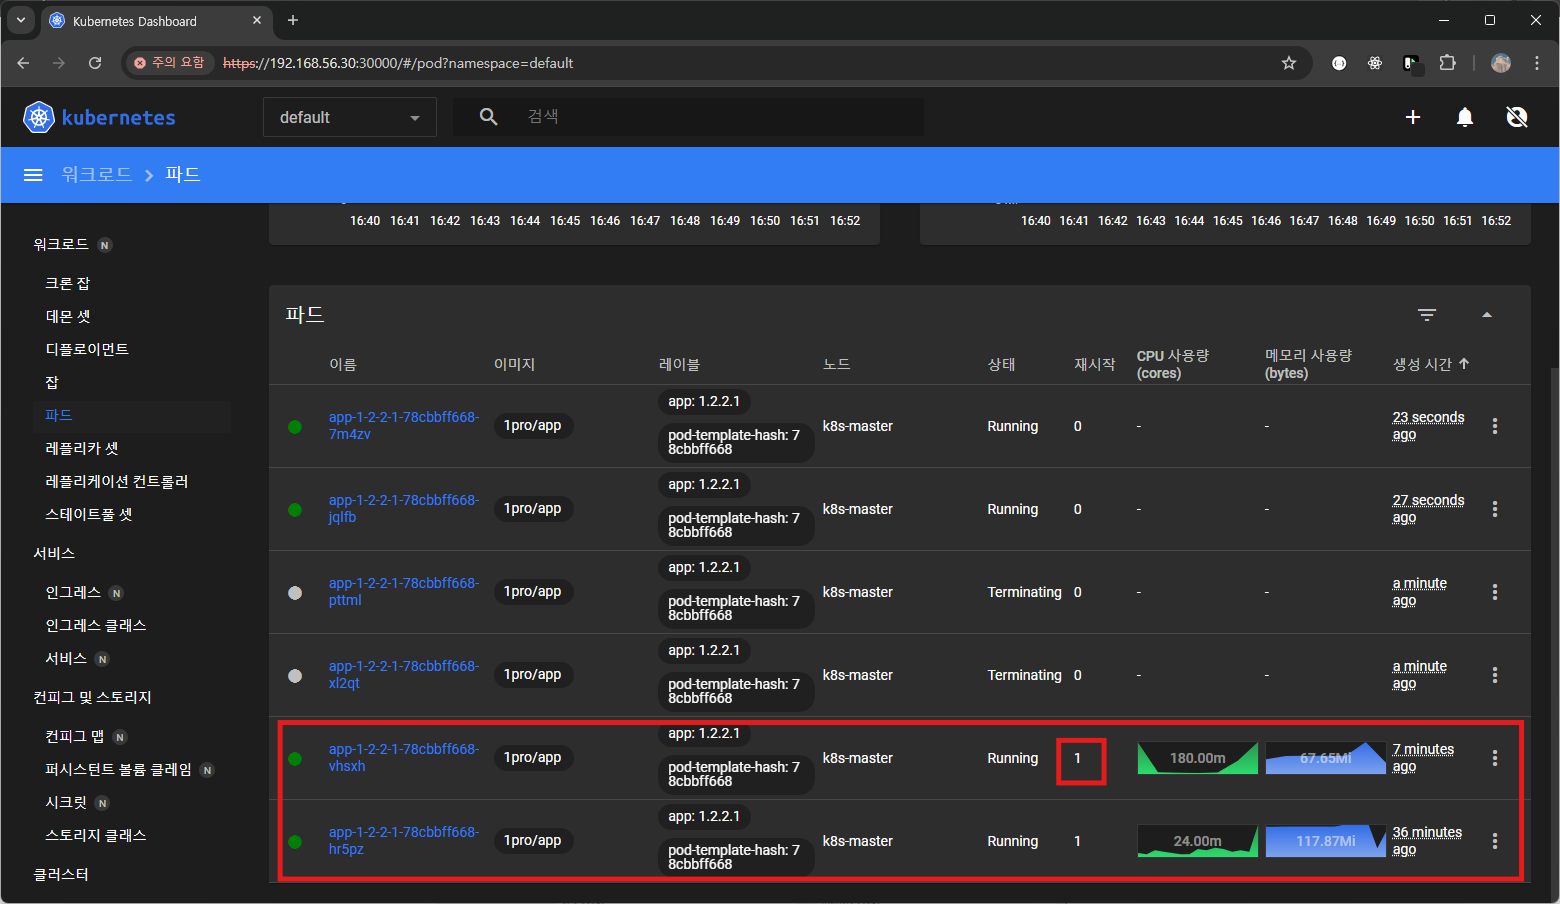 Kubernetes Dashboard
주의 요함
https://192.168.56.30:30000/#/pod?namespace=default
kubernetes
default
검색
워크로드 > 파드
16:40 16:41 16:42 16:43 16:44 16:45 16:46 16:47 16:48 16:49 16:50 16:51 16:52
16:40 16:41 16:42 16:43 16:44 16:45 16:46 16:47 16:48 16:49 16:50 16:51 16:52
워크로드 N
크론 잡
데몬 셋
디플로이먼트
잡
파드
레플리카 셋
레플리케이션 컨트롤러
스테이트풀 셋
서비스
인그레스 N
인그레스 클래스
서비스 N
컨피그 및 스토리지
컨피그 맵 N
퍼시스턴트 볼륨 클레임 N
시크릿 N
스토리지 클래스
클러스터
파드
이름
이미지
레이블
노드
상태
재시작
CPU 사용량
(cores)
메모리 사용량
(bytes)
생성 시간
app-1-2-2-1-78cbbff668-
7m4zv
1pro/app
app: 1.2.2.1
pod-template-hash: 7
8cbbff668
k8s-master
Running
0
-
-
23 seconds
ago
app-1-2-2-1-78cbbff668-
jqlfb
1pro/app
app: 1.2.2.1
pod-template-hash: 7
8cbbff668
k8s-master
Running
0
-
-
27 seconds
ago
app-1-2-2-1-78cbbff668-
pttml
1pro/app
app: 1.2.2.1
pod-template-hash: 7
8cbbff668
k8s-master
Terminating
0
-
-
a minute
ago
app-1-2-2-1-78cbbff668-
xl2qt
1pro/app
app: 1.2.2.1
pod-template-hash: 7
8cbbff668
k8s-master
Terminating
0
-
-
a minute
ago
app-1-2-2-1-78cbbff668-
vhsxh
1pro/app
app: 1.2.2.1
pod-template-hash: 7
8cbbff668
k8s-master
Running
1
180.00m
67.65Mi
7 minutes
ago
app-1-2-2-1-78cbbff668-
hr5pz
1pro/app
app: 1.2.2.1
pod-template-hash: 7
8cbbff668
k8s-master
Running
1
24.00m
117.87Mi
36 minutes
ago